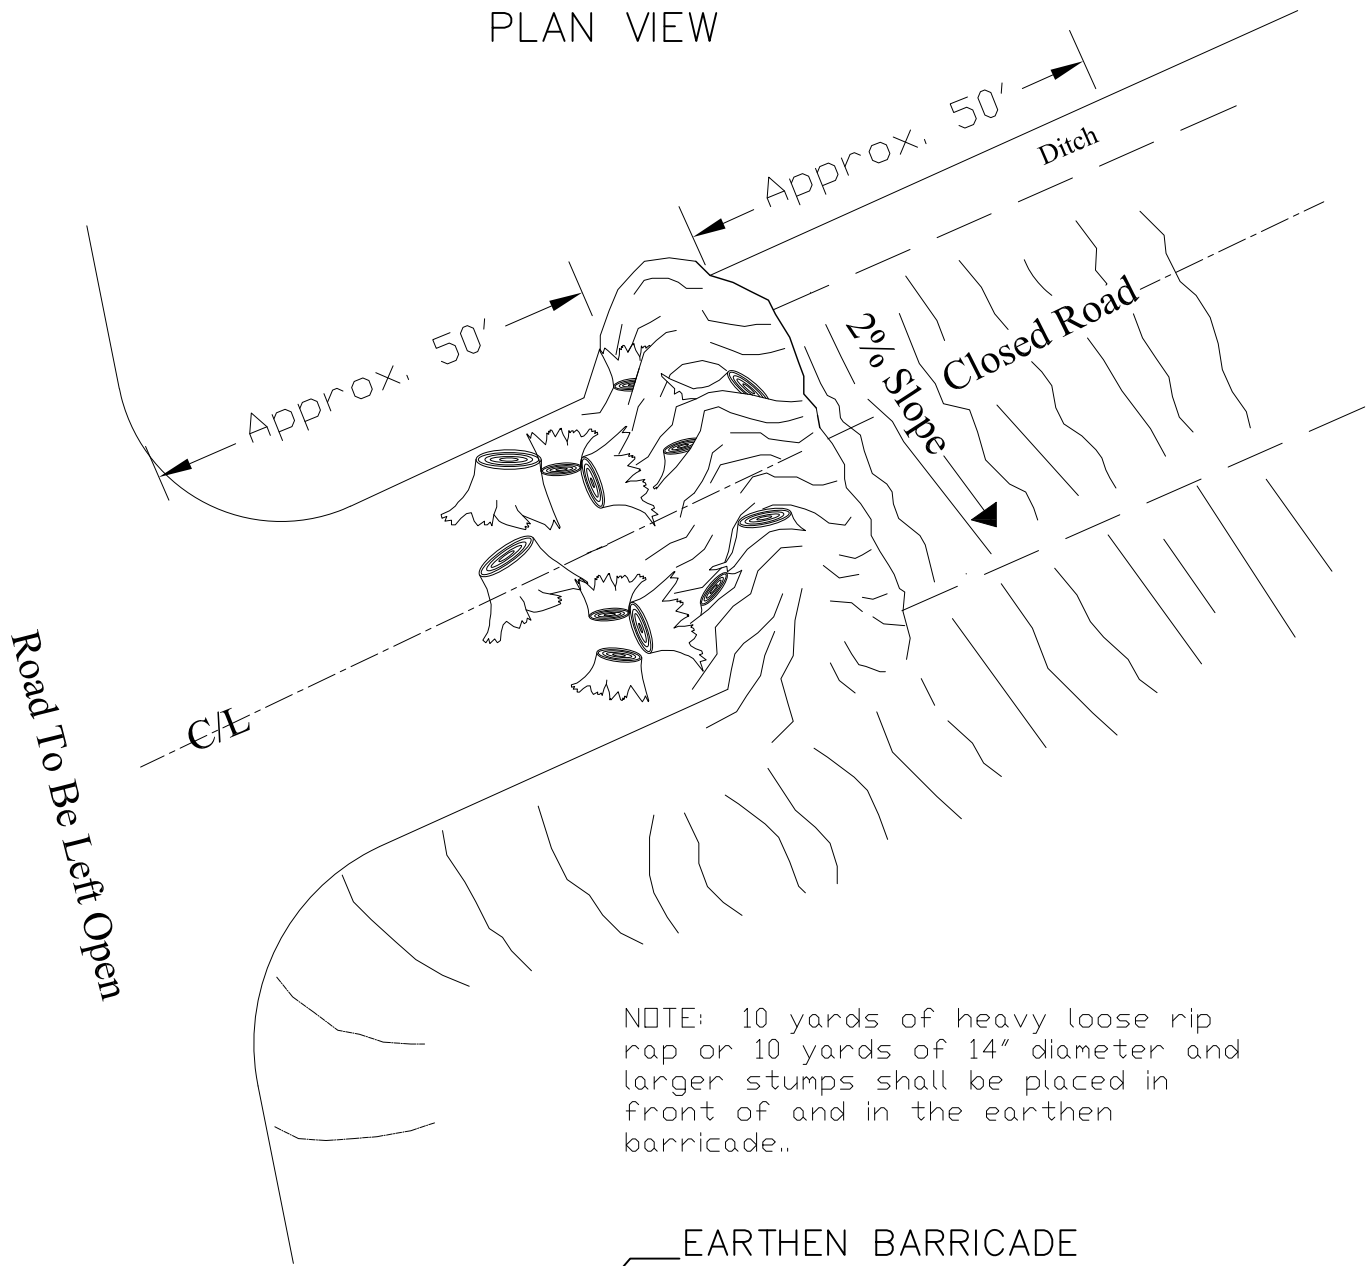 PLAN VIEW
Approx. 50'
Ditch
Approx. 50'
2% Slope
Closed Road
C/L
Road To Be Left Open
NOTE: 10 yards of heavy loose rip
rap or 10 yards of 14" diameter and
larger stumps shall be placed in
front of and in the earthen
barricade..
EARTHEN BARRICADE